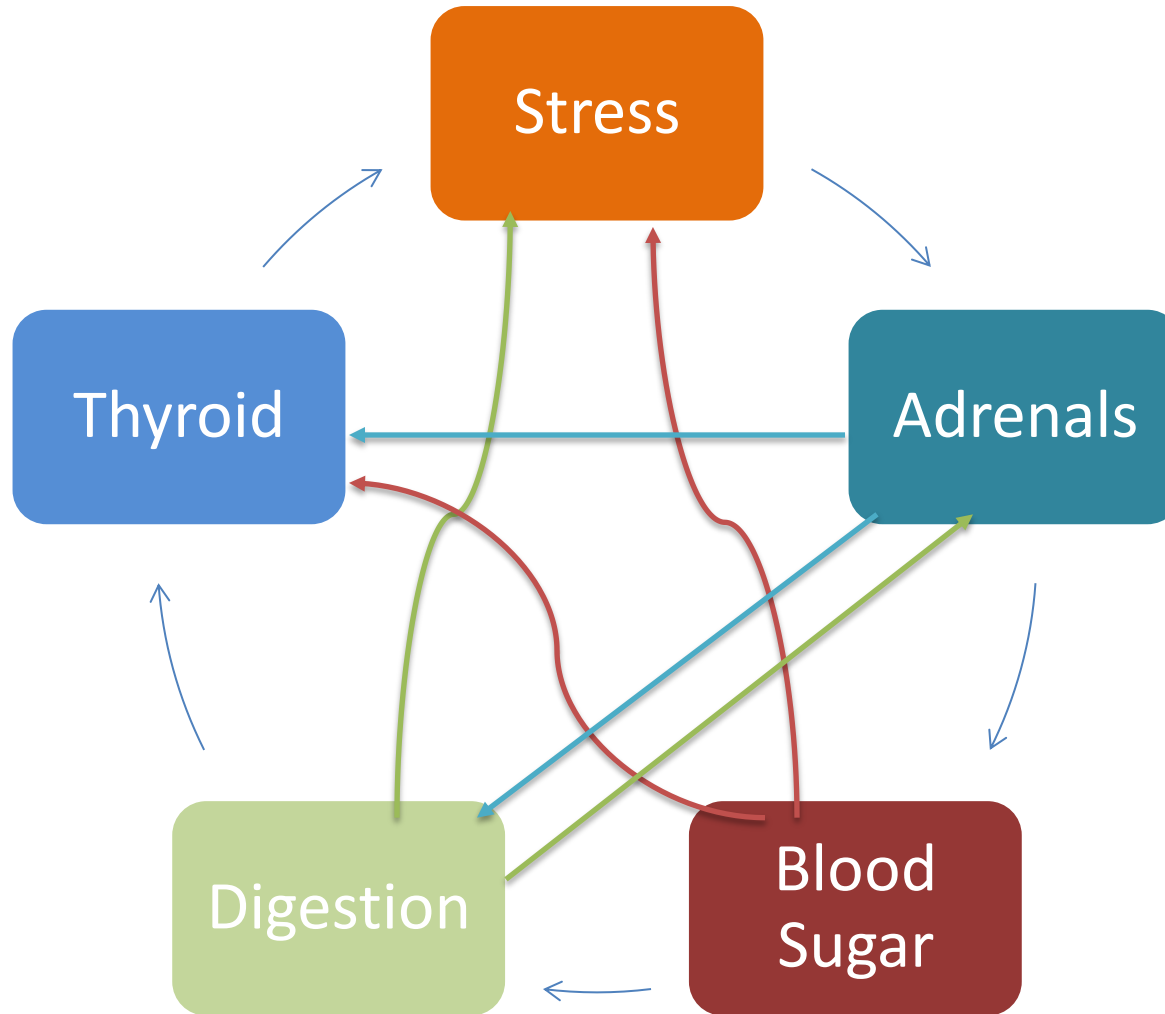 Stress
Thyroid
Adrenals
Digestion
Blood
Sugar